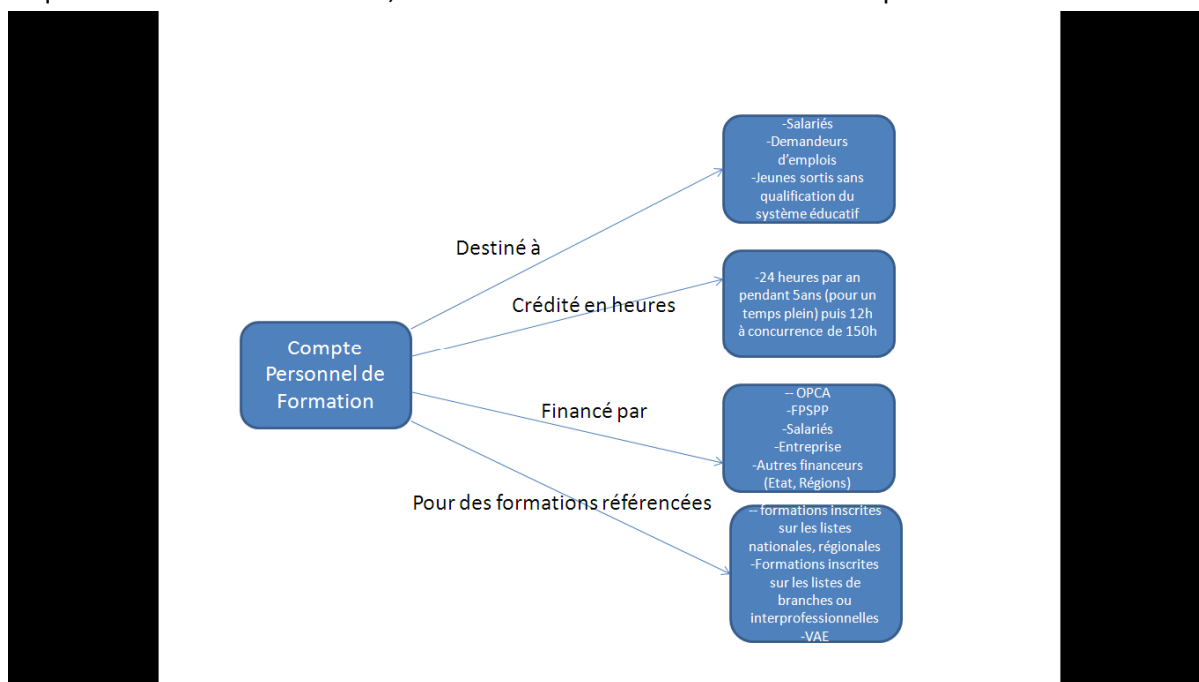 Compte
Personnel de
Formation
Destiné à
-Salariés
-Demandeurs
d'emplois
-Jeunes sortis sans
qualification du
système éducatif
Crédité en heures
-24 heures par an
pendant 5ans (pour un
temps plein) puis 12h
à concurrence de 150h
Financé par
-- OPCA
-FPSPP
-Salariés
-Entreprise
-Autres financeurs
(Etat, Régions)
Pour des formations référencées
-- formations inscrites
sur les listes
nationales, régionales
-Formations inscrites
sur les listes de
branches ou
interprofessionnelles
-VAE